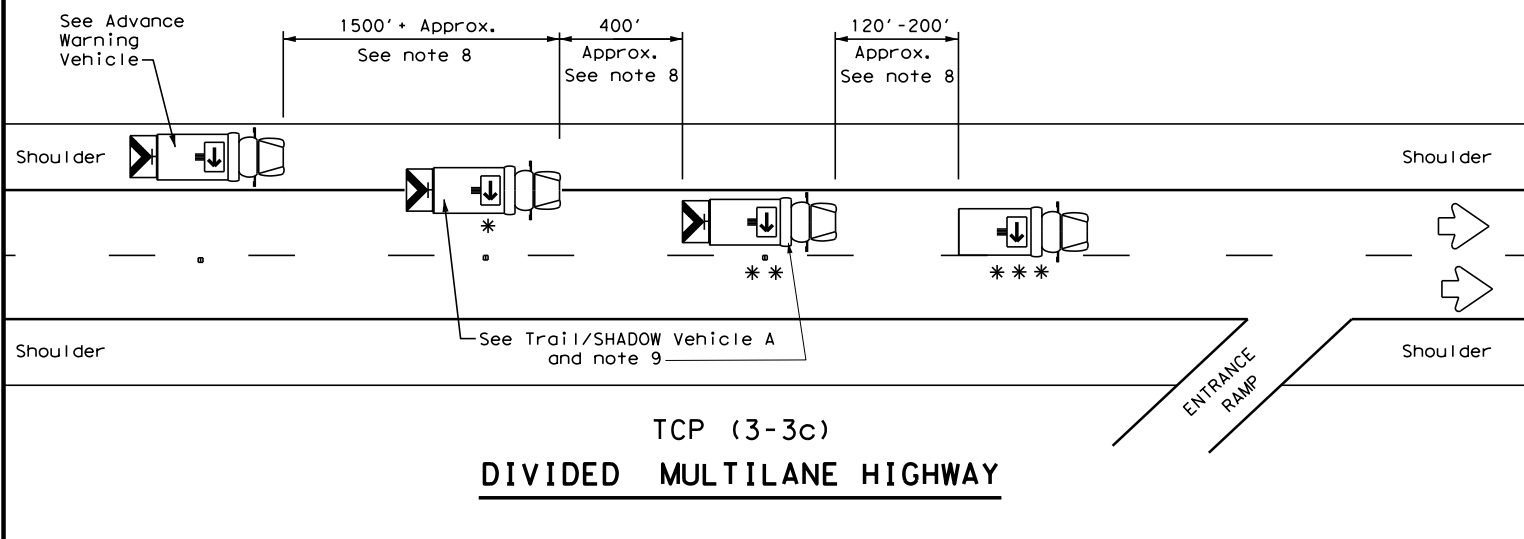 See Advance
Warning
Vehicle
1500'+ Approx.
See note 8
400'
Approx.
See note 8
120'-200'
Approx.
See note 8
Shoulder
Shoulder
*
* *
* * *
See Trail/SHADOW Vehicle A
and note 9
Shoulder
Shoulder
ENTRANCE
RAMP
TCP (3-3c)
DIVIDED MULTILANE HIGHWAY